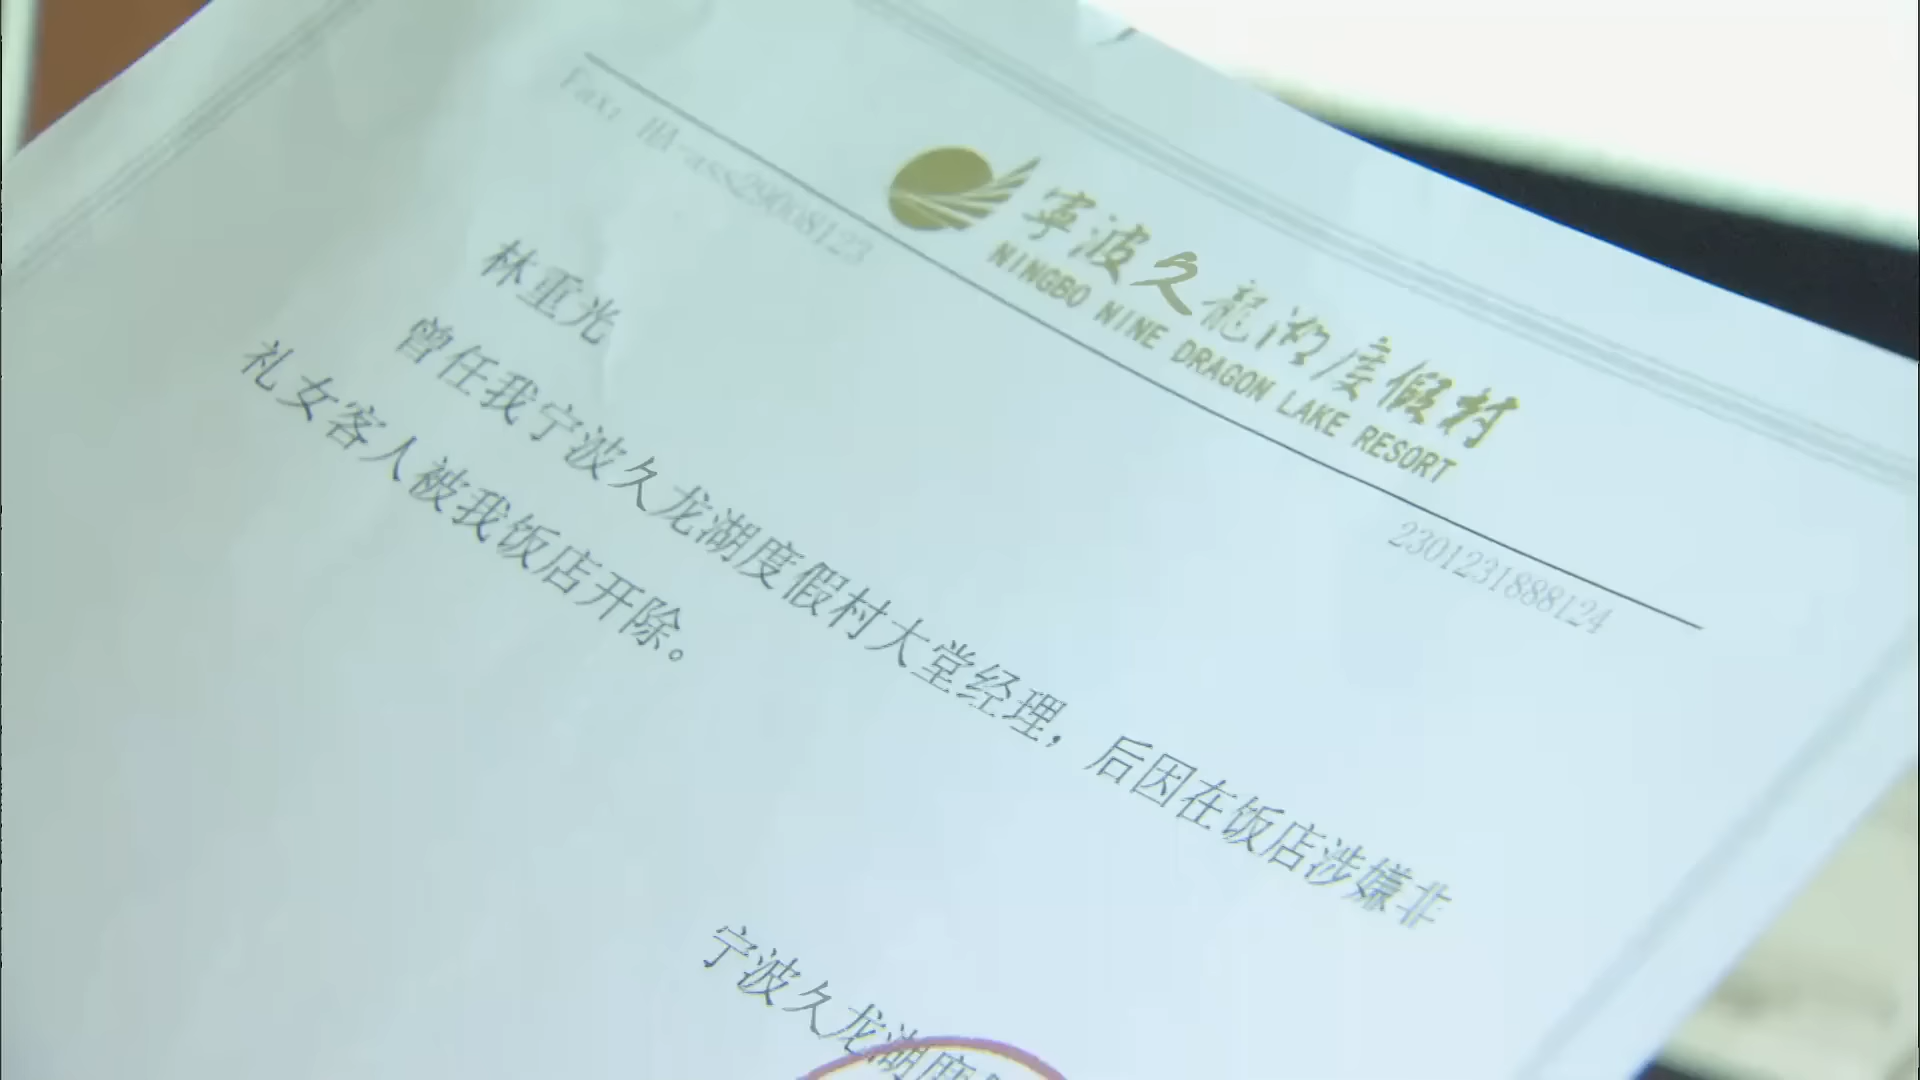 寧波久龍湖度假村
NINGBO NINE DRAGON LAKE RESORT
2301231888124
林亚光
曾任我宁波久龙湖度假村大堂经理，后因在饭店涉嫌非
礼女客人被我饭店开除。
宁波久龙湖度